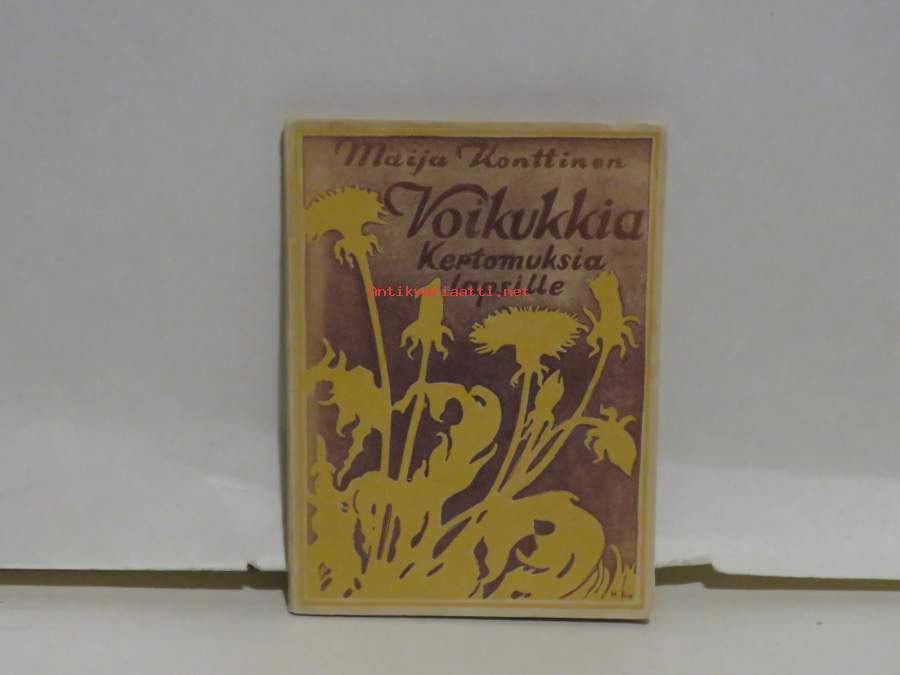 Maija Konttinen
Voikukkia
Kertomuksia
lapsille
Antikvariaatti.net